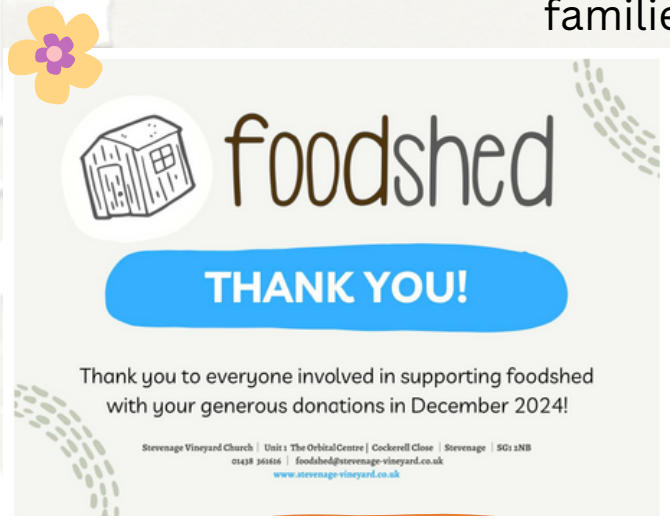 familie
foodshed
THANK YOU!
Thank you to everyone involved in supporting foodshed
with your generous donations in December 2024!
Stevenage Vineyard Church | Unit 1 The Orbital Centre | Cockerell Close | Stevenage | SG1 2NB
01438 361616 | foodshed@stevenage-vineyard.co.uk
www.stevenage-vineyard.co.uk